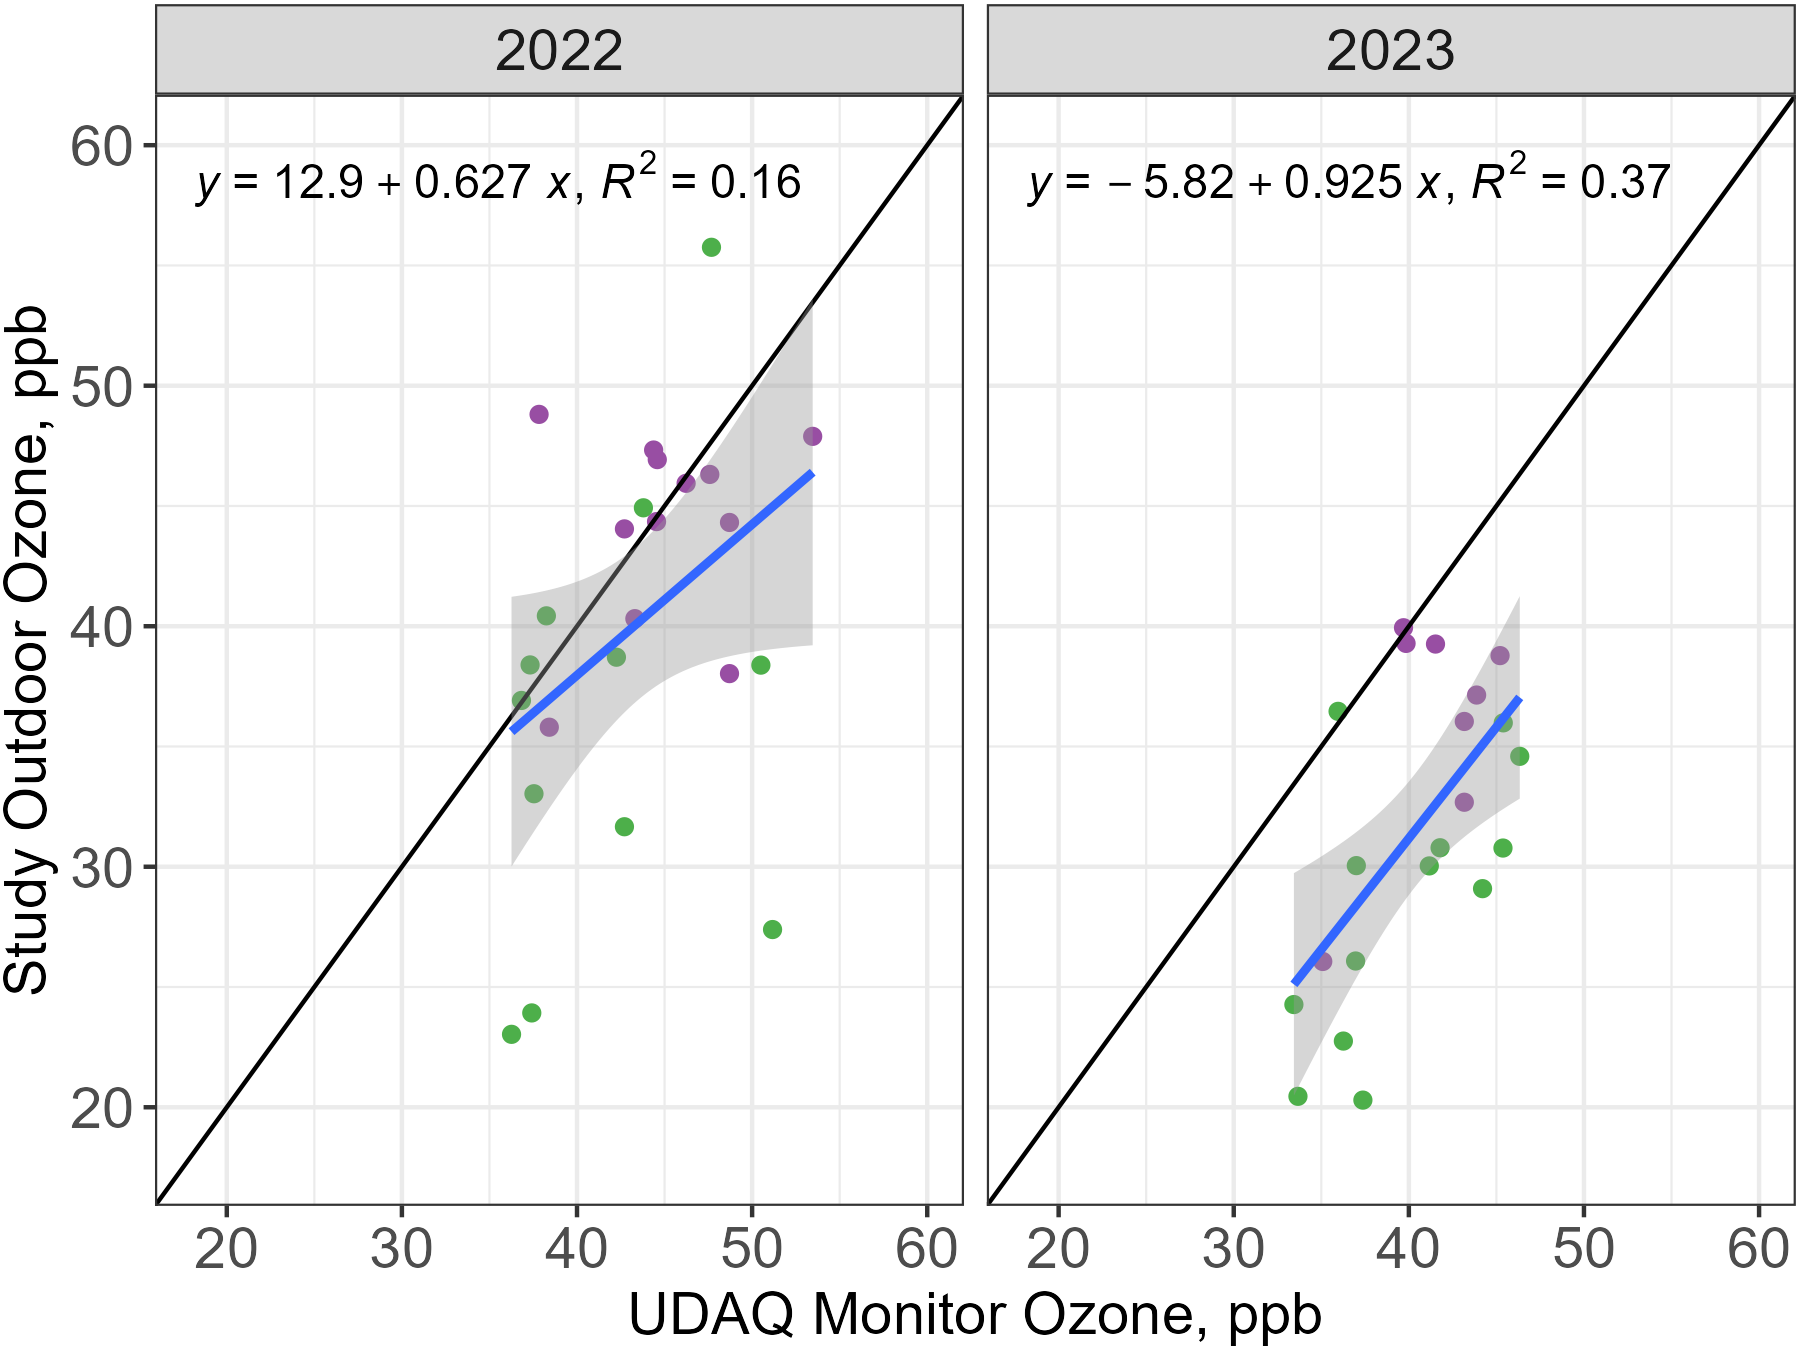 2022
2023
y = 12.9 + 0.627 x, R² = 0.16
y = − 5.82 + 0.925 x, R² = 0.37
60
50
40
30
20
20 30 40 50 60
20 30 40 50 60
Study Outdoor Ozone, ppb
UDAQ Monitor Ozone, ppb